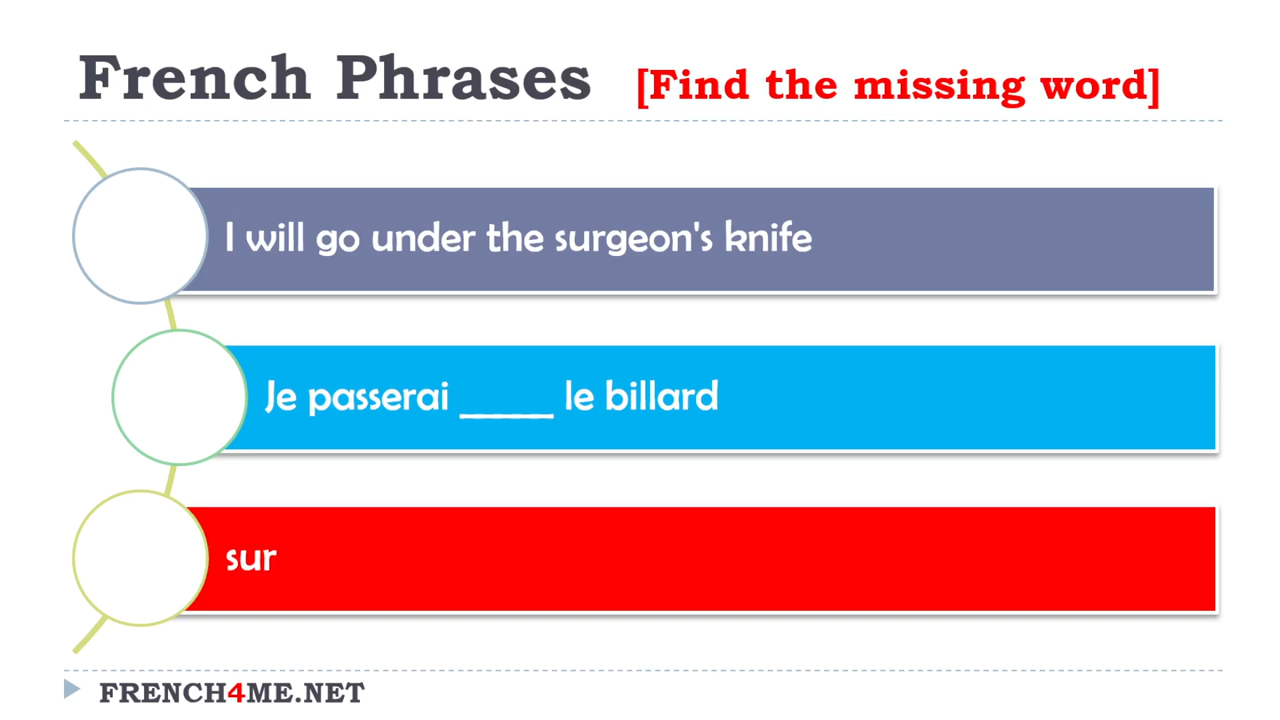 French Phrases [Find the missing word]
I will go under the surgeon's knife
Je passerai _____ le billard
sur
FRENCH4ME.NET